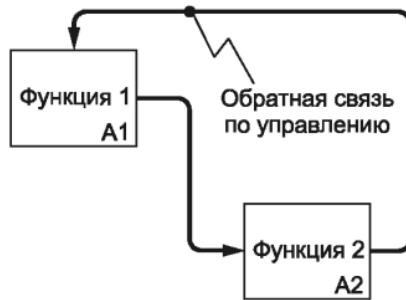 Функция 1
A1
Обратная связь
по управлению
Функция 2
A2